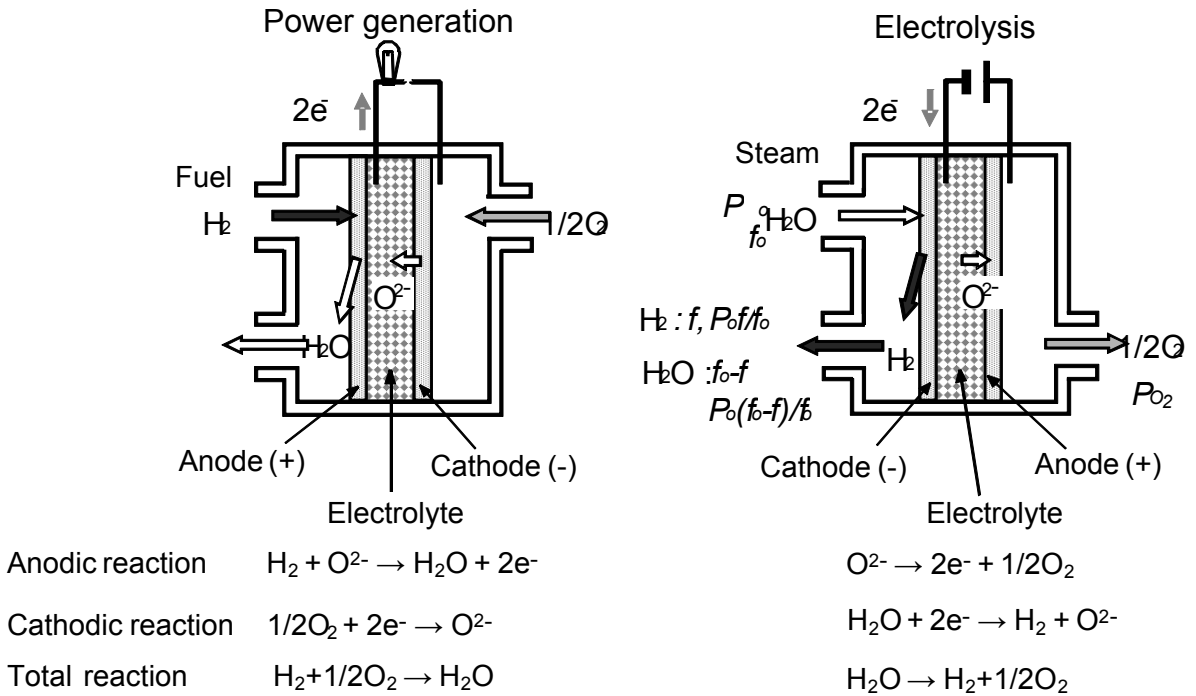 Power generation
2e⁻
Fuel
H₂
1/2O₂
O²⁻
H₂O
Anode (+)
Cathode (-)
Electrolyte
Electrolysis
2e⁻
Steam
P₀
f₀
H₂O
O²⁻
H₂ : f, P₀f/f₀
H₂
1/2O₂
H₂O :f₀-f
P₀(f₀-f)/f₀
P_O₂
Cathode (-)
Anode (+)
Electrolyte
Anodic reaction H₂ + O²⁻ → H₂O + 2e⁻ O²⁻ → 2e⁻ + 1/2O₂
Cathodic reaction 1/2O₂ + 2e⁻ → O²⁻ H₂O + 2e⁻ → H₂ + O²⁻
Total reaction H₂+1/2O₂ → H₂O H₂O → H₂+1/2O₂